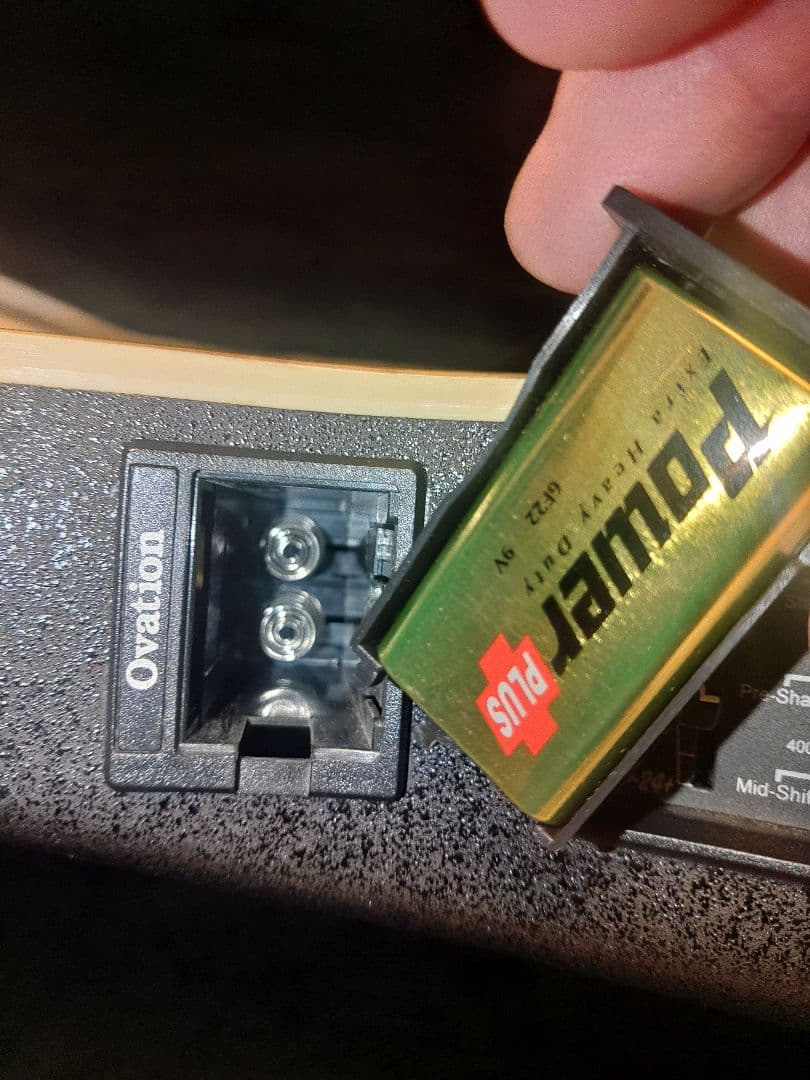 Ovation
Power
PLUS
Extra Heavy Duty
6F22 9V
Mid-Shif
400
Pre-Sha